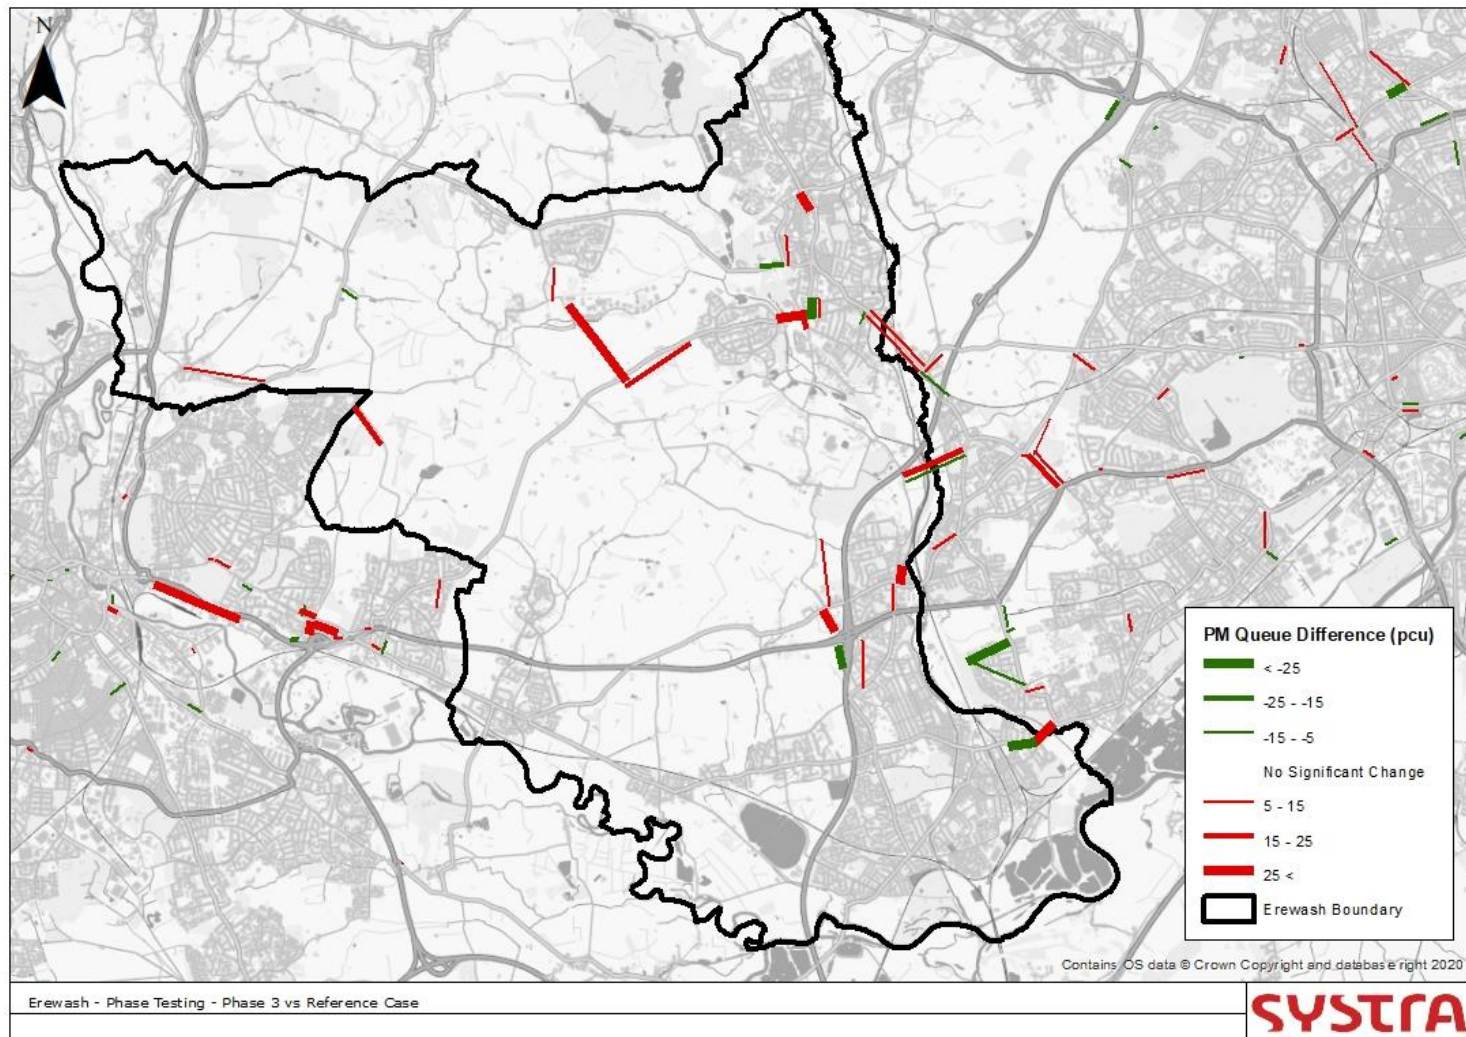 N
PM Queue Difference (pcu)
< -25
-25 - -15
-15 - -5
No Significant Change
5 - 15
15 - 25
25 <
Erewash Boundary
Contains OS data © Crown Copyright and database right 2020
Erewash - Phase Testing - Phase 3 vs Reference Case
SYSTRA